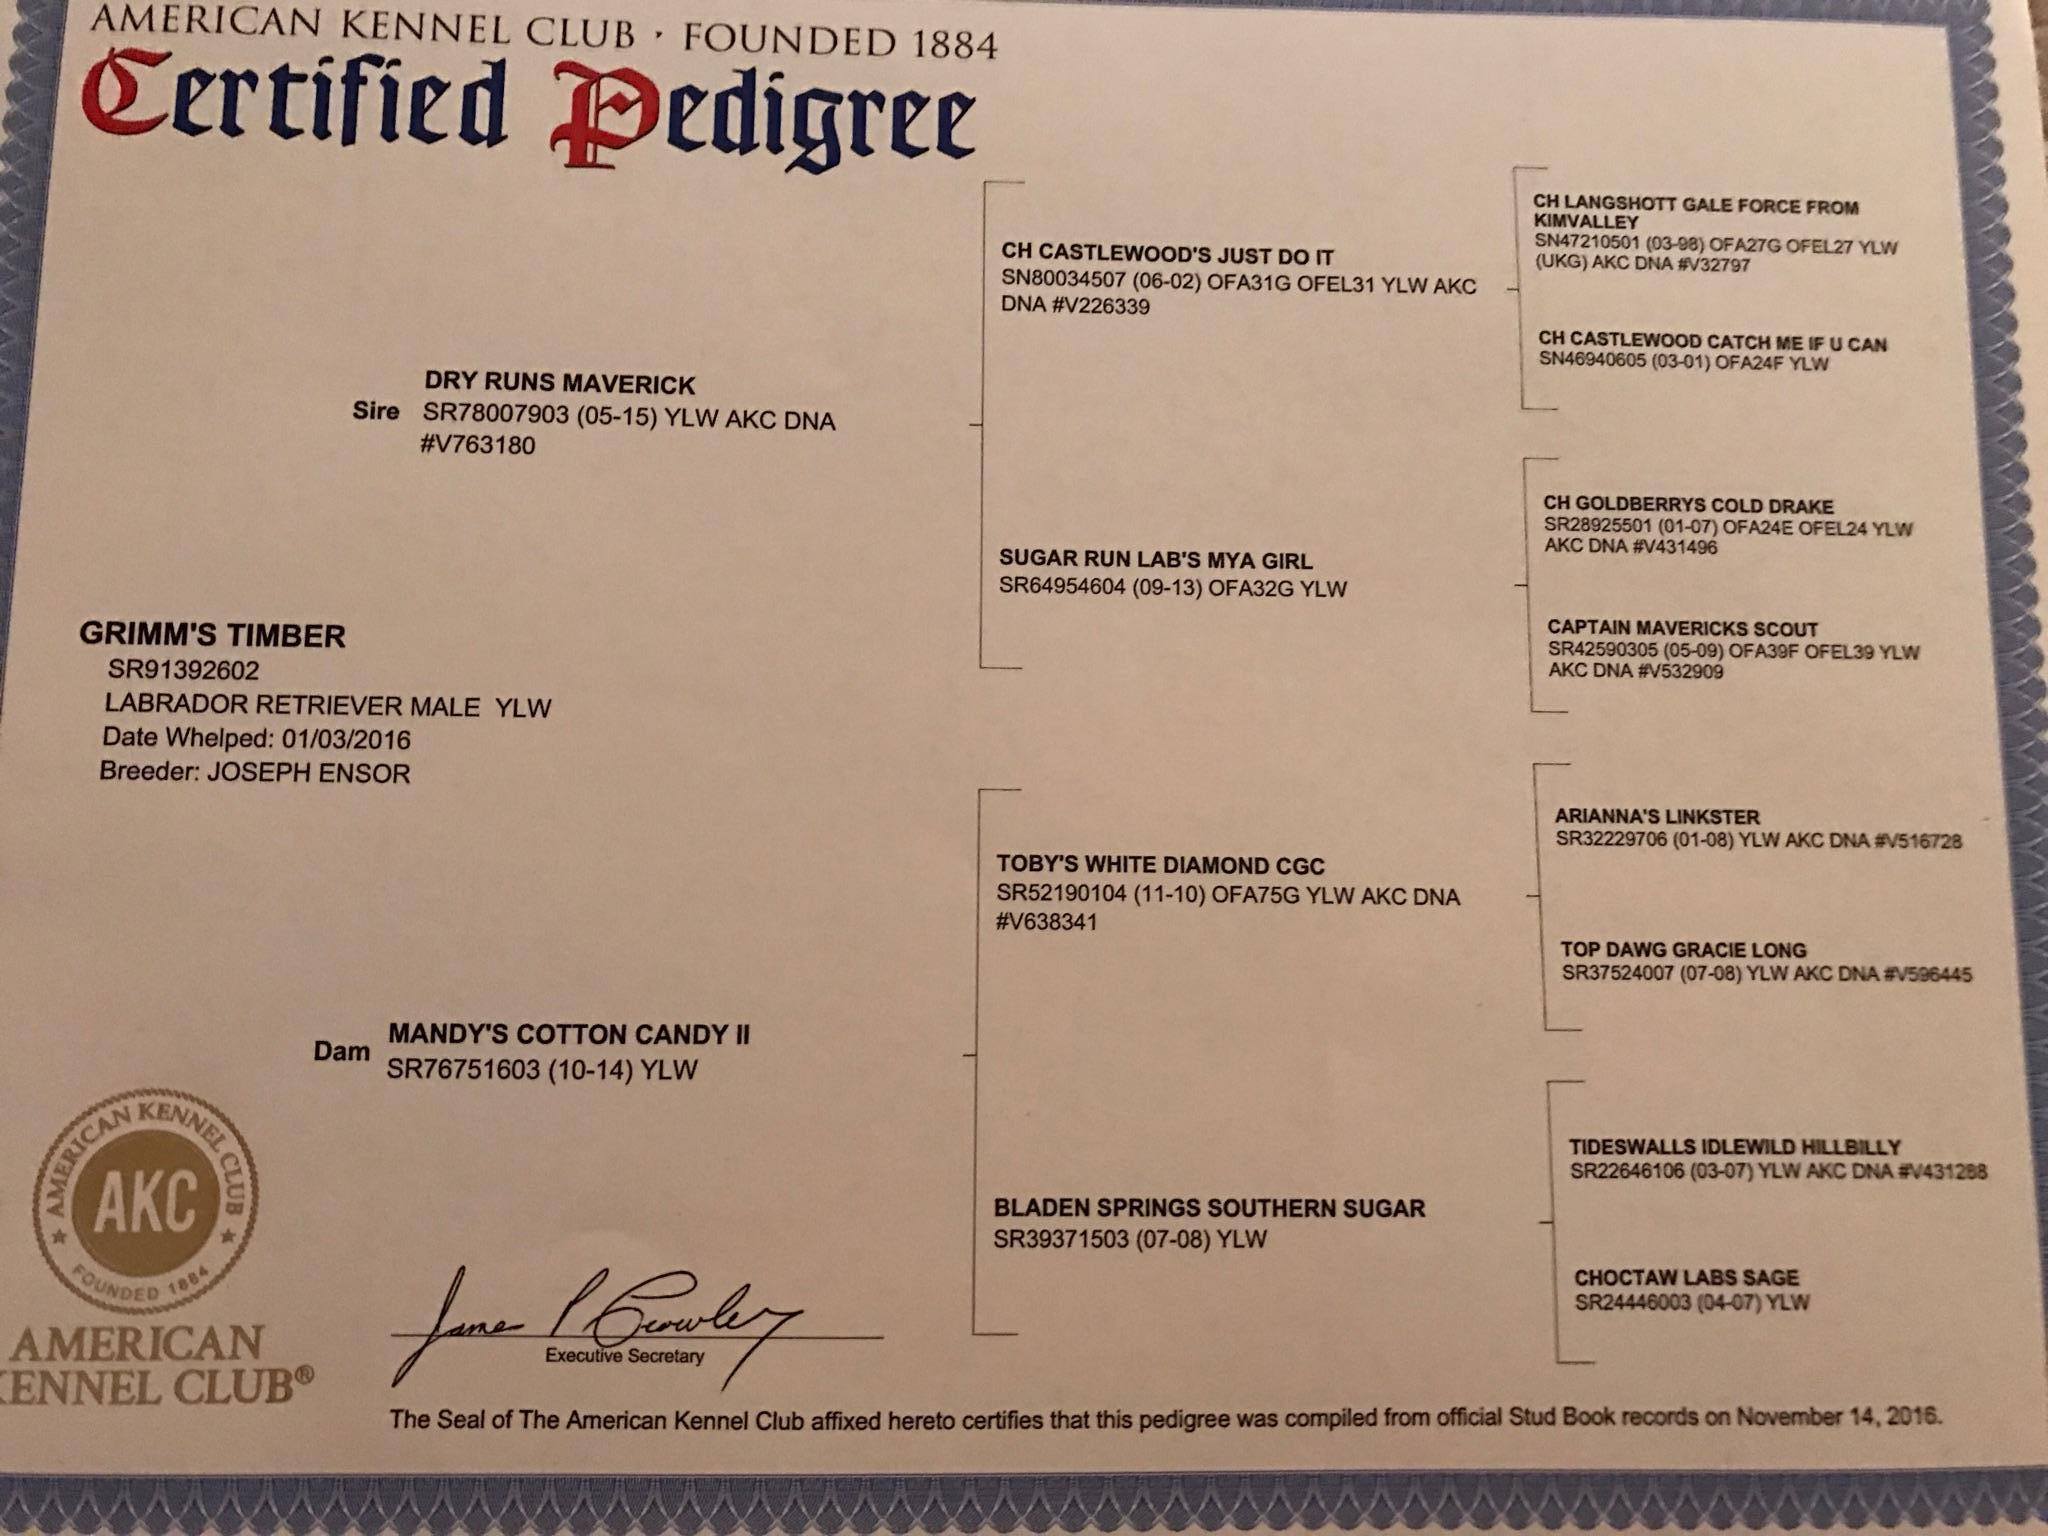 AMERICAN KENNEL CLUB · FOUNDED 1884
Certified Pedigree
CH LANGSHOTT GALE FORCE FROM
KIMVALLEY
SN47210501 (03-98) OFA27G OFEL27 YLW
(UKG) AKC DNA #V32797
CH CASTLEWOOD'S JUST DO IT
SN80034507 (06-02) OFA31G OFEL31 YLW AKC
DNA #V226339
CH CASTLEWOOD CATCH ME IF U CAN
SN46940605 (03-01) OFA24F YLW
Sire
DRY RUNS MAVERICK
SR78007903 (05-15) YLW AKC DNA
#V763180
CH GOLDBERRYS COLD DRAKE
SR28925501 (01-07) OFA24E OFEL24 YLW
AKC DNA #V431496
SUGAR RUN LAB'S MYA GIRL
SR64954604 (09-13) OFA32G YLW
CAPTAIN MAVERICKS SCOUT
SR42590305 (05-09) OFA39F OFEL39 YLW
AKC DNA #V532909
GRIMM'S TIMBER
SR91392602
LABRADOR RETRIEVER MALE YLW
Date Whelped: 01/03/2016
Breeder: JOSEPH ENSOR
ARIANNA'S LINKSTER
SR32229706 (01-08) YLW AKC DNA #V516728
TOBY'S WHITE DIAMOND CGC
SR52190104 (11-10) OFA75G YLW AKC DNA
#V638341
TOP DAWG GRACIE LONG
SR37524007 (07-08) YLW AKC DNA #V596445
Dam
MANDY'S COTTON CANDY II
SR76751603 (10-14) YLW
TIDESWALLS IDLEWILD HILLBILLY
SR22646106 (03-07) YLW AKC DNA #V431288
BLADEN SPRINGS SOUTHERN SUGAR
SR39371503 (07-08) YLW
CHOCTAW LABS SAGE
SR24446003 (04-07) YLW
AMERICAN KENNEL CLUB
AKC
FOUNDED 1884
AMERICAN
KENNEL CLUB®
James P Crowley
Executive Secretary
The Seal of The American Kennel Club affixed hereto certifies that this pedigree was compiled from official Stud Book records on November 14, 2016.